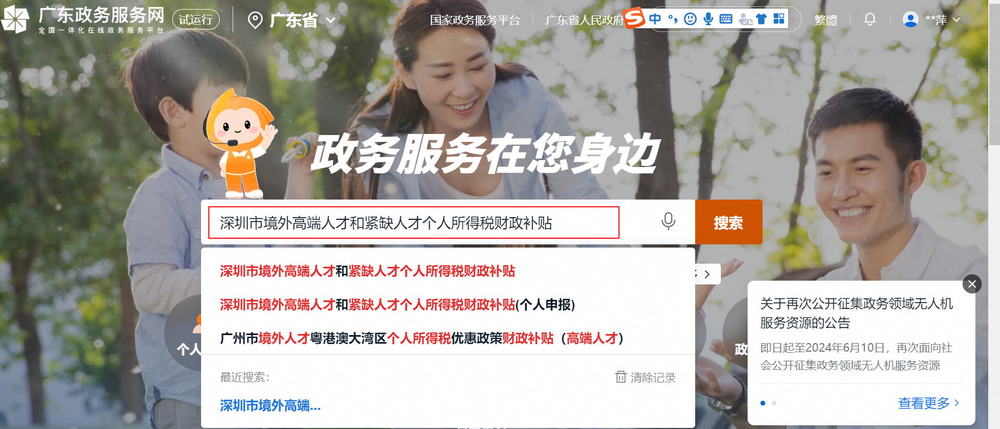 广东政务服务网
全国一体化在线政务服务平台
试运行
广东省
国家政务服务平台
广东省人民政府
中
繁體
**萍
政务服务在您身边
深圳市境外高端人才和紧缺人才个人所得税财政补贴
搜索
深圳市境外高端人才和紧缺人才个人所得税财政补贴
深圳市境外高端人才和紧缺人才个人所得税财政补贴(个人申报)
广州市境外人才粤港澳大湾区个人所得税优惠政策财政补贴（高端人才）
个人
政
最近搜索：
清除记录
深圳市境外高端...
关于再次公开征集政务领域无人机
服务资源的公告
即日起至2024年6月10日，再次面向社
会公开征集政务领域无人机服务资源
查看更多